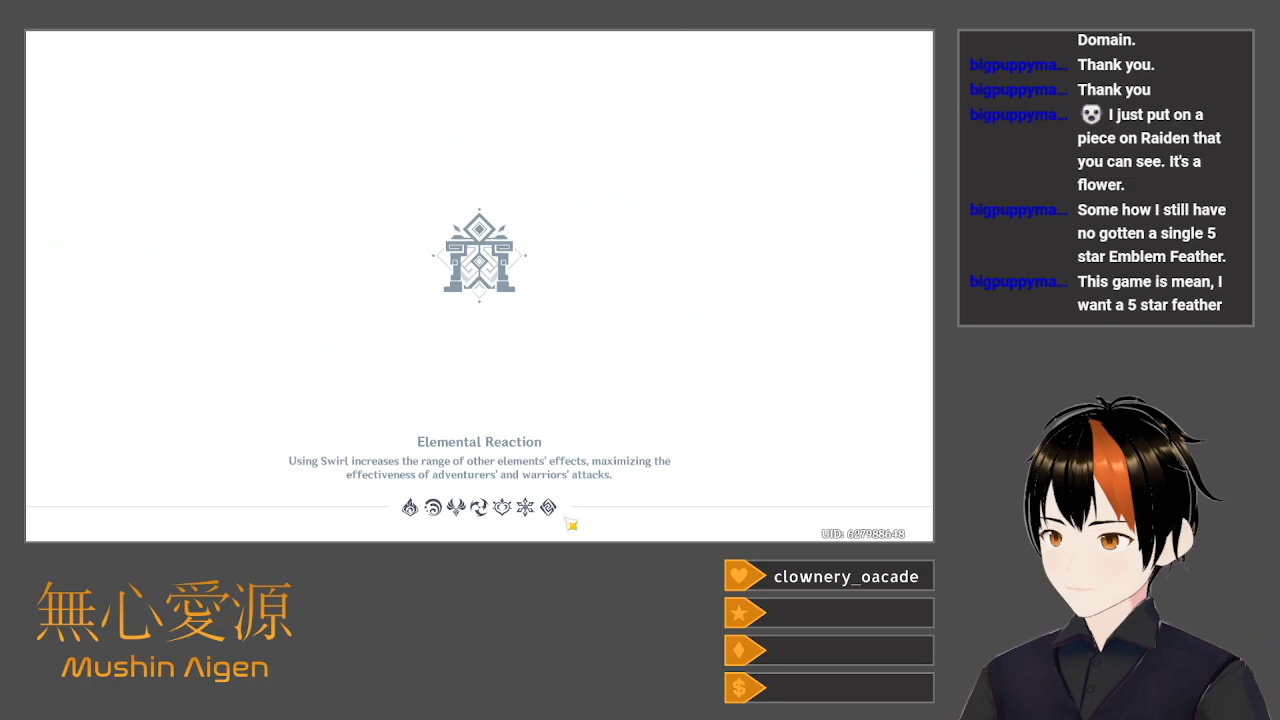 Domain.
bigpuppyma... Thank you.
bigpuppyma... Thank you
bigpuppyma... I just put on a
piece on Raiden that
you can see. It's a
flower.
bigpuppyma... Some how I still have
no gotten a single 5
star Emblem Feather.
bigpuppyma... This game is mean, I
want a 5 star feather
Elemental Reaction
Using Swirl increases the range of other elements' effects, maximizing the
effectiveness of adventurers' and warriors' attacks.
UID: 627988648
無心愛源
Mushin Aigen
clownery_oacade